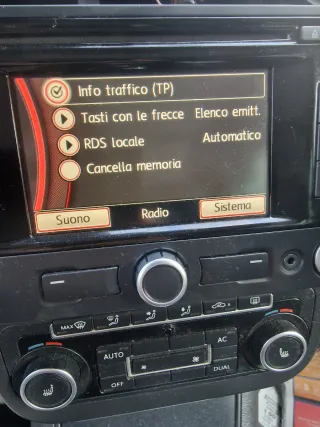 Info traffico (TP)
Tasti con le frecce Elenco emitt.
RDS locale Automatico
Cancella memoria
Suono Radio Sistema
MAX
AUTO AC
OFF DUAL